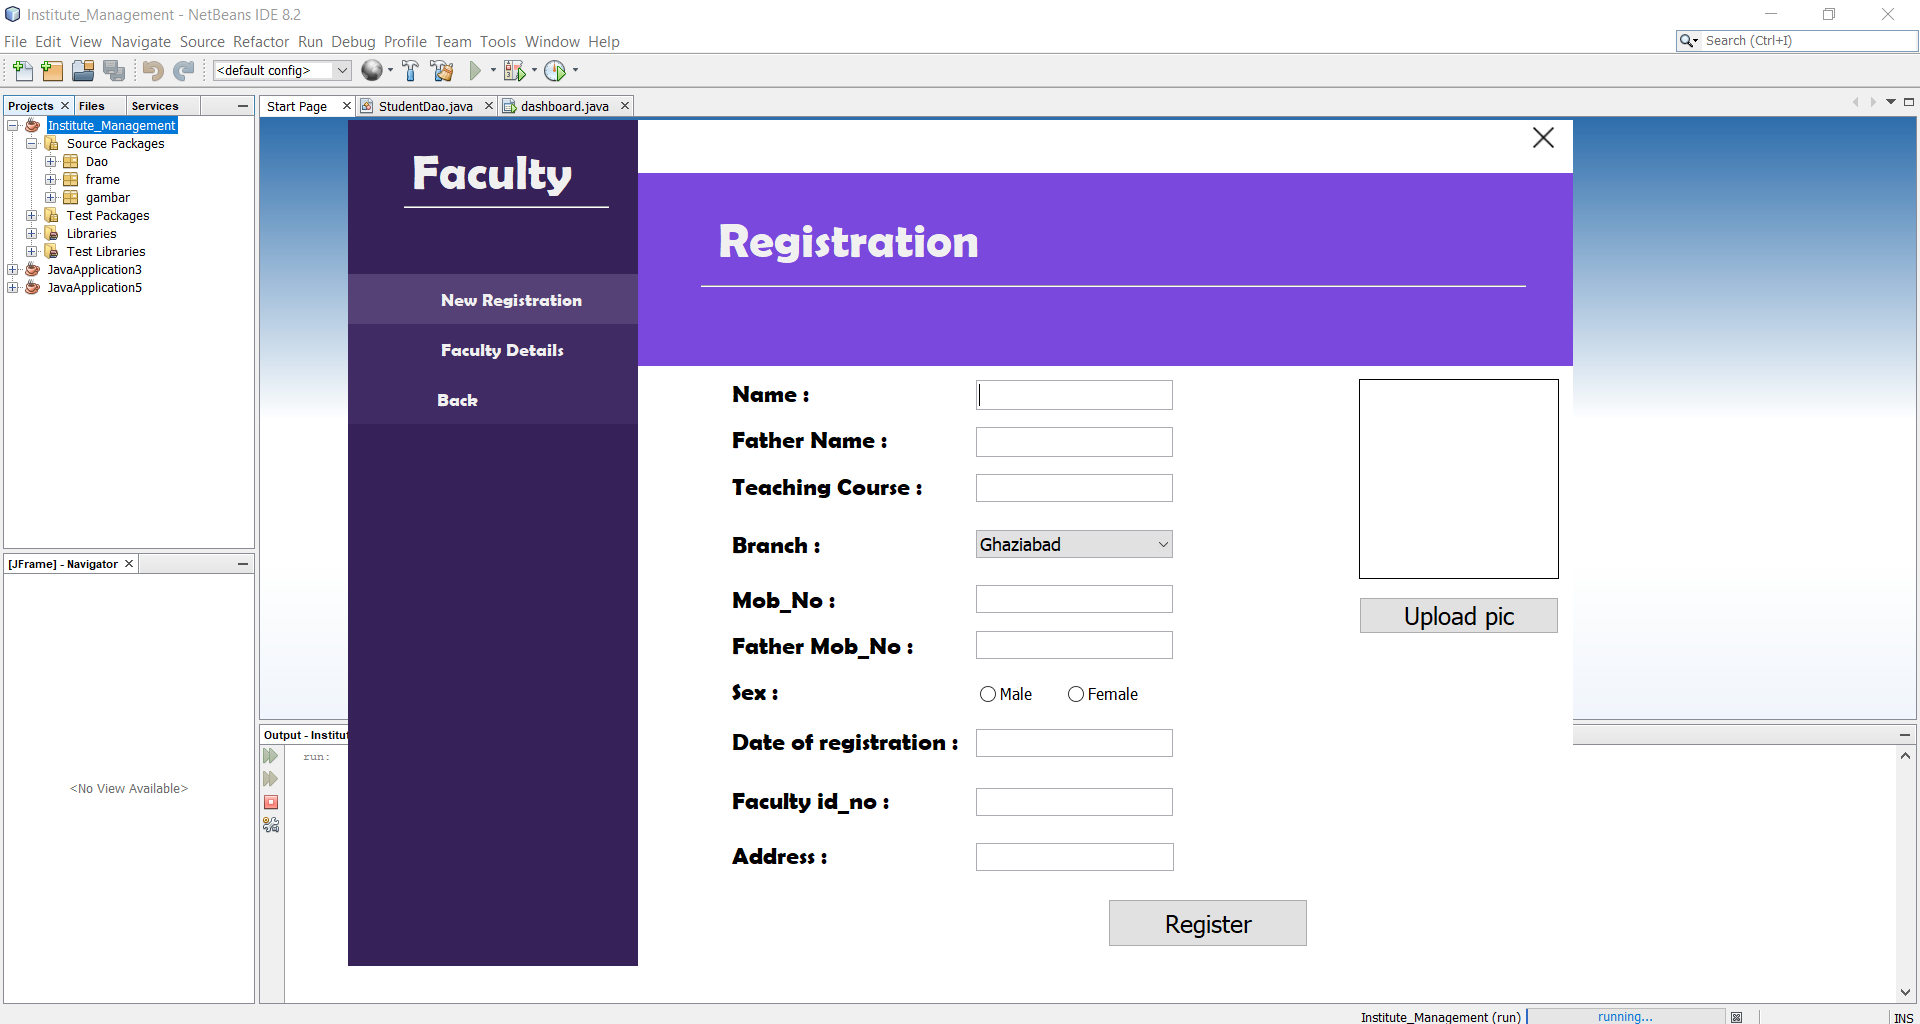 Institute_Management - NetBeans IDE 8.2
File Edit View Navigate Source Refactor Run Debug Profile Team Tools Window Help
Search (Ctrl+I)
<default config>
Projects Files Services
Start Page StudentDao.java dashboard.java
Institute_Management
Source Packages
Dao
frame
gambar
Test Packages
Libraries
Test Libraries
JavaApplication3
JavaApplication5
[JFrame] - Navigator
<No View Available>
Faculty
New Registration
Faculty Details
Back
Registration
Name :
Father Name :
Teaching Course :
Branch : Ghaziabad
Mob_No :
Father Mob_No :
Sex : Male Female
Date of registration :
Faculty id_no :
Address :
Upload pic
Register
Output - Institut
run:
Institute_Management (run) running... INS